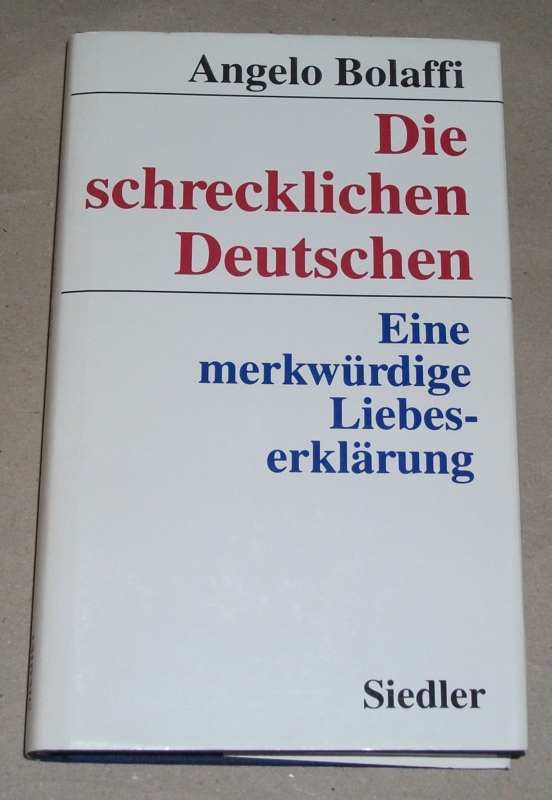 Angelo Bolaffi
Die
schrecklichen
Deutschen
Eine
merkwürdige
Liebes-
erklärung
Siedler